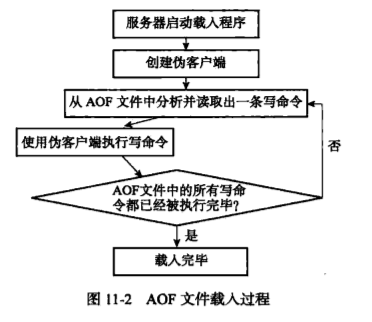 服务器启动载入程序
创建伪客户端
从 AOF 文件中分析并读取出一条写命令
使用伪客户端执行写命令
否
AOF文件中的所有写命
令都已经被执行完毕？
是
载入完毕
图 11-2 AOF 文件载入过程